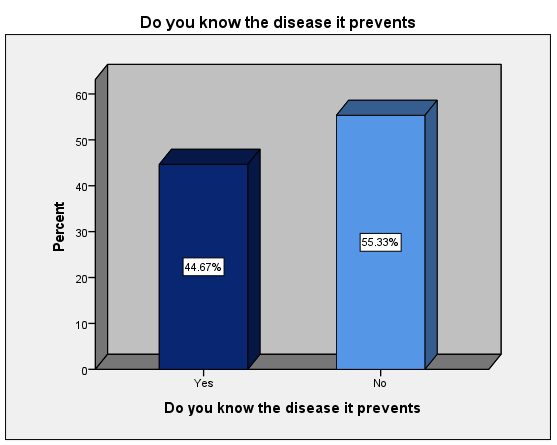 Do you know the disease it prevents
60
50
40
30
20
10
0
Percent
44.67%
55.33%
Yes No
Do you know the disease it prevents